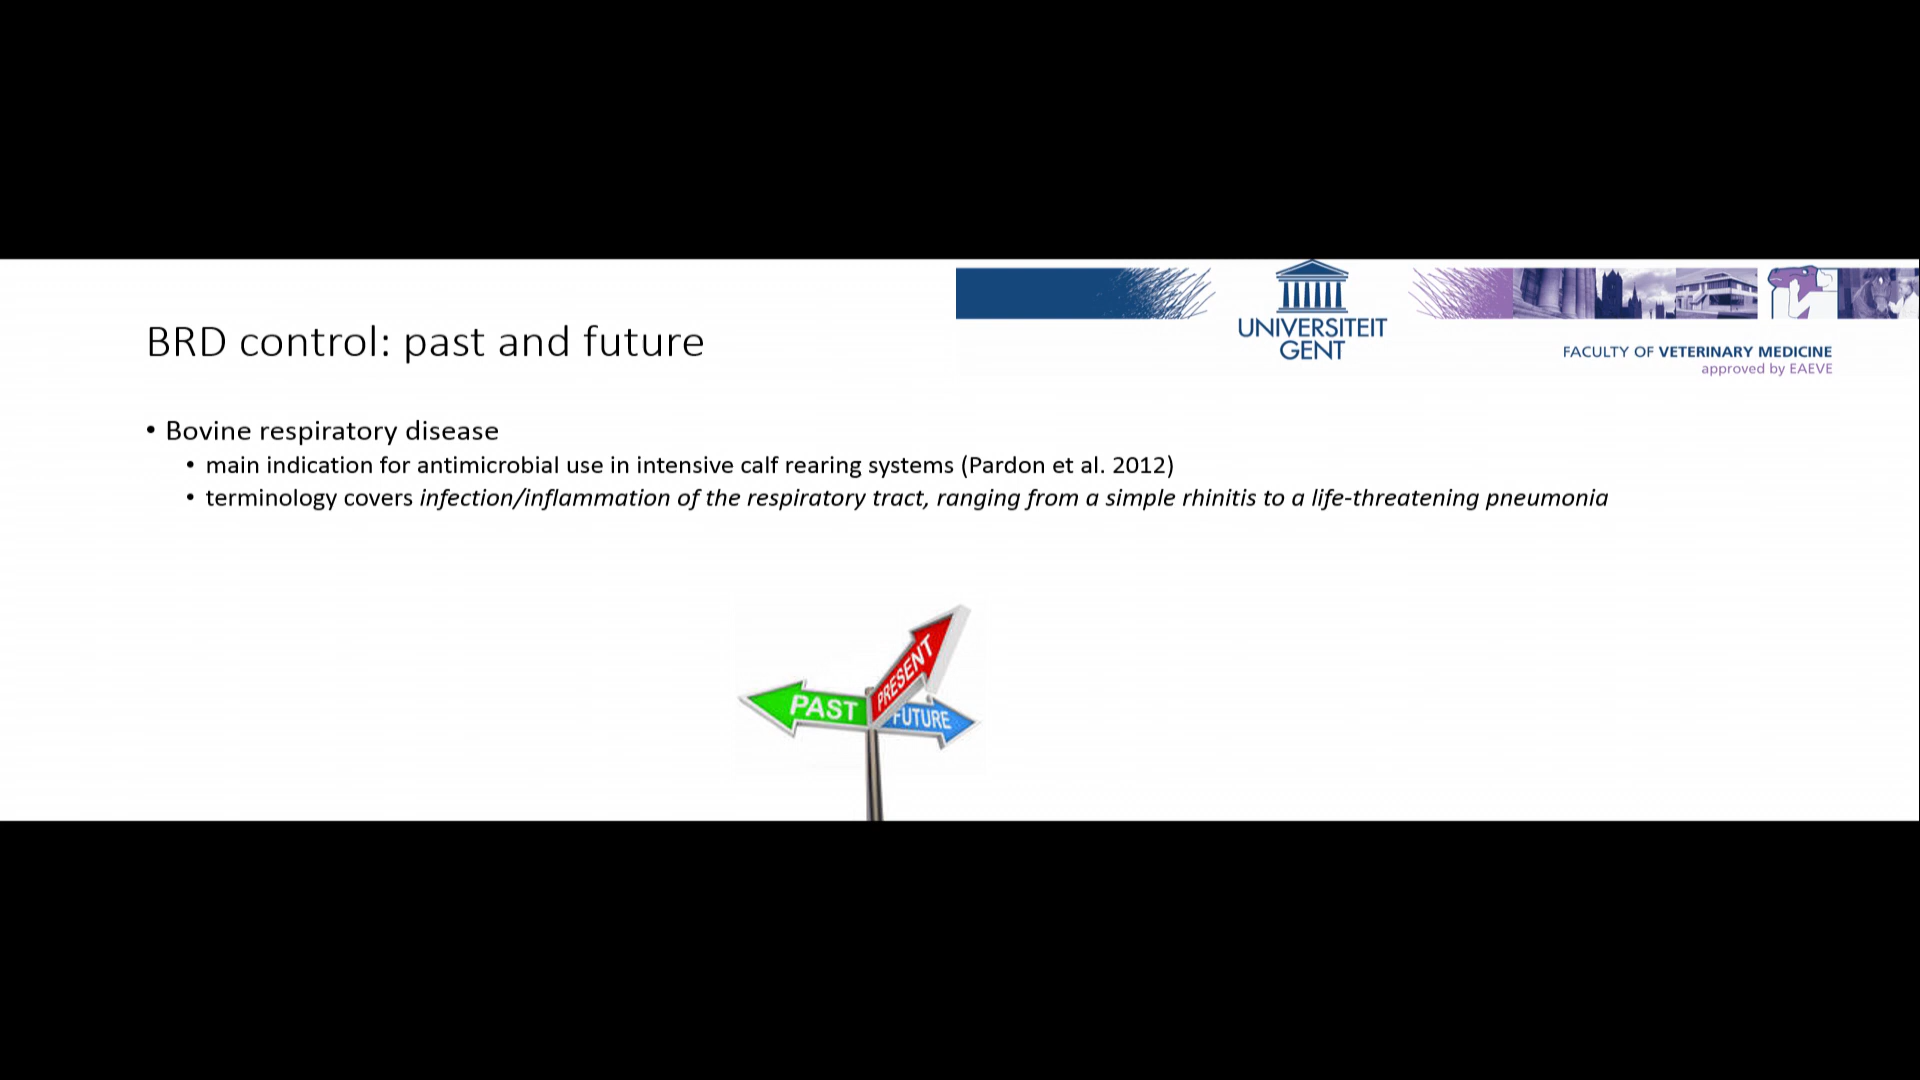 BRD control: past and future
UNIVERSITEIT
GENT
FACULTY OF VETERINARY MEDICINE
approved by EAEVE
• Bovine respiratory disease
• main indication for antimicrobial use in intensive calf rearing systems (Pardon et al. 2012)
• terminology covers infection/inflammation of the respiratory tract, ranging from a simple rhinitis to a life-threatening pneumonia
PAST
PRESENT
FUTURE